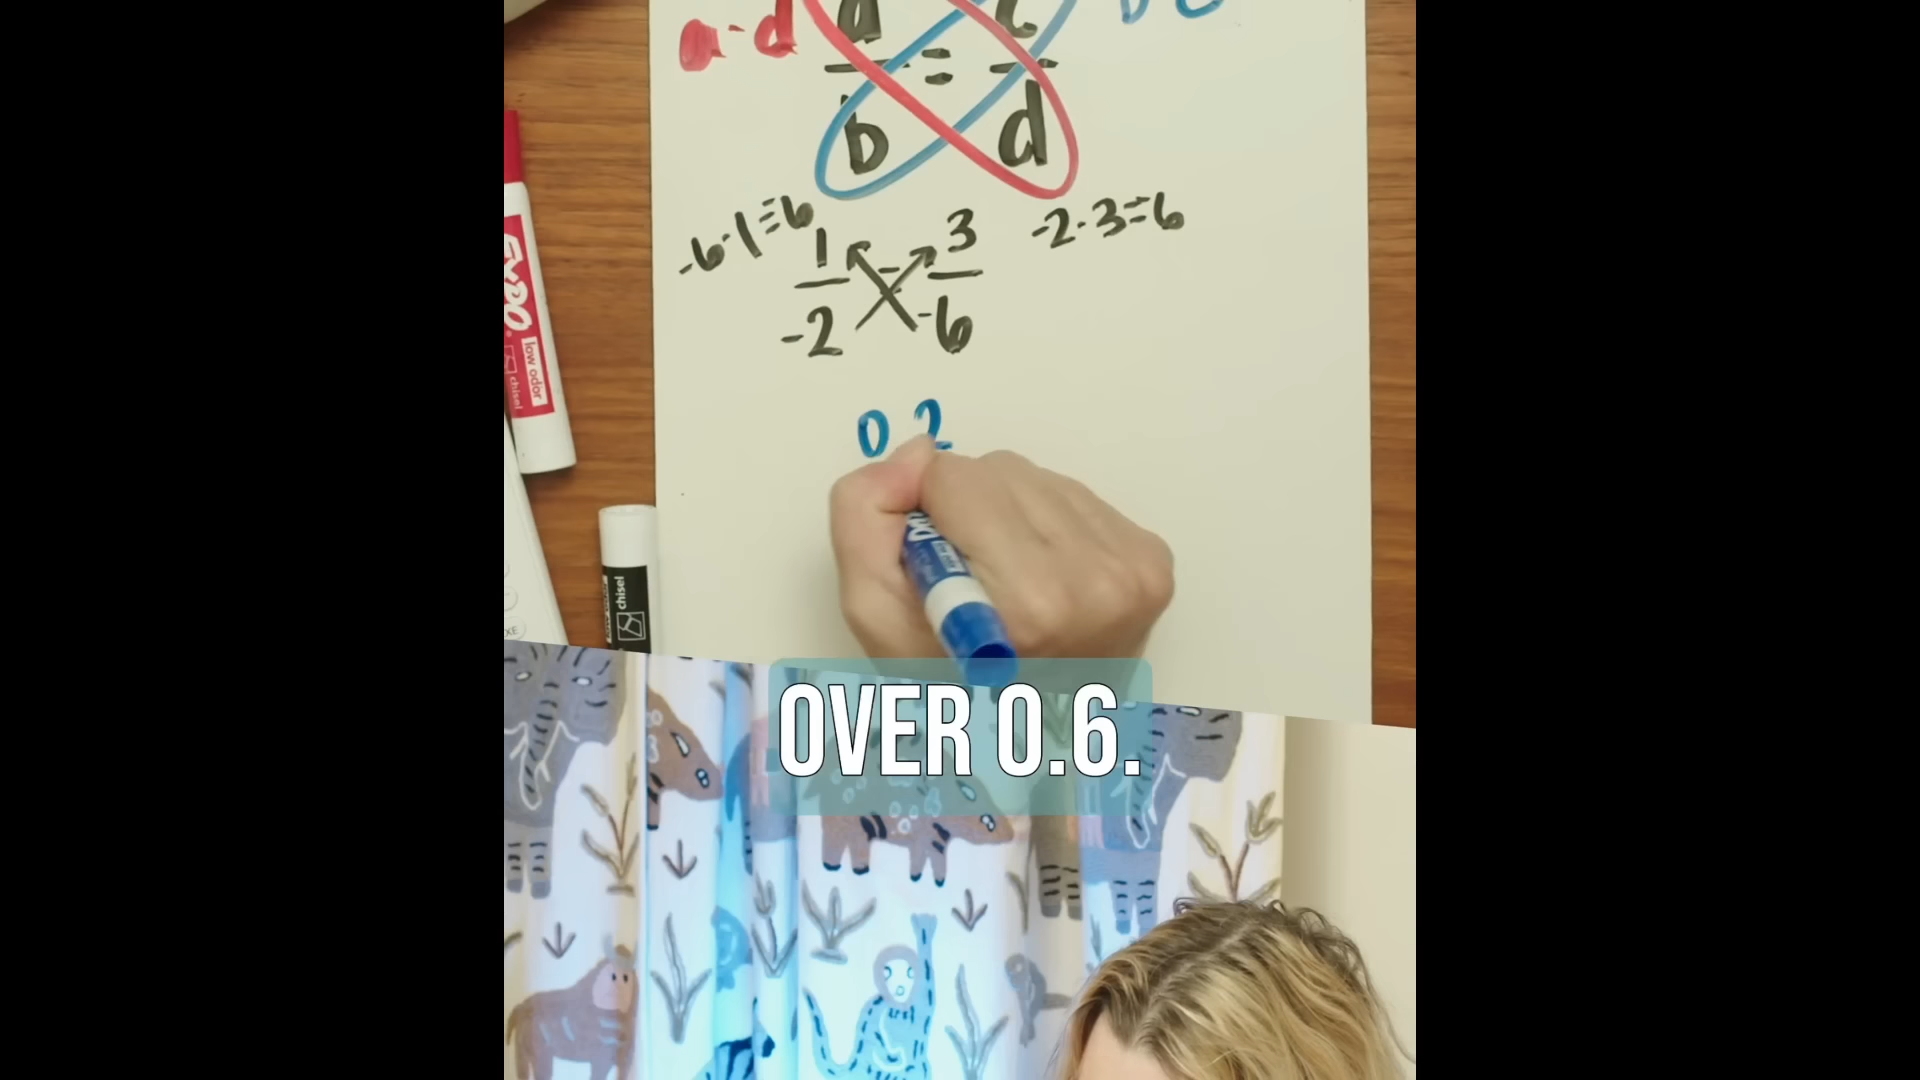 a·d
a = c
b d
-6·1=6
1 = 3
-2 -6
-2·3=6
0 2
EXPO
low odor
chisel
chisel
XE
OVER 0.6.